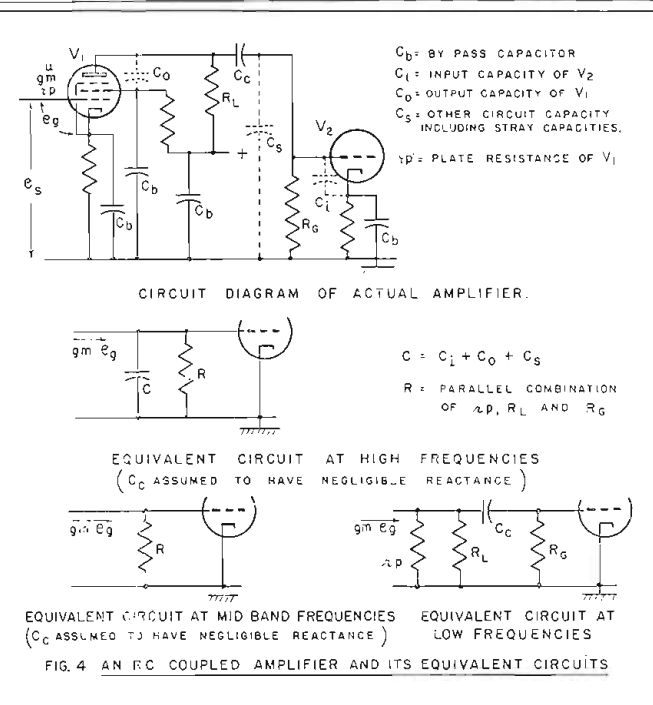 V1
u
gm
rp
eg
es
Co
Cc
RL
Cs
+
V2
Cb
Cb
Cb
RG
Ci
Cb
Cb = BY PASS CAPACITOR
Ci = INPUT CAPACITY OF V2
Co = OUTPUT CAPACITY OF V1
Cs = OTHER CIRCUIT CAPACITY
INCLUDING STRAY CAPACITIES.
rp = PLATE RESISTANCE OF V1
CIRCUIT DIAGRAM OF ACTUAL AMPLIFIER.
gm eg
C
R
C = Ci + Co + Cs
R = PARALLEL COMBINATION
OF rp, RL AND RG
EQUIVALENT CIRCUIT AT HIGH FREQUENCIES
(CC ASSUMED TO HAVE NEGLIGIBLE REACTANCE)
gm eg
R
gm eg
rp
RL
Cc
RG
EQUIVALENT CIRCUIT AT MID BAND FREQUENCIES
(CC ASSUMED TO HAVE NEGLIGIBLE REACTANCE)
EQUIVALENT CIRCUIT AT
LOW FREQUENCIES
FIG. 4 AN RC COUPLED AMPLIFIER AND ITS EQUIVALENT CIRCUITS